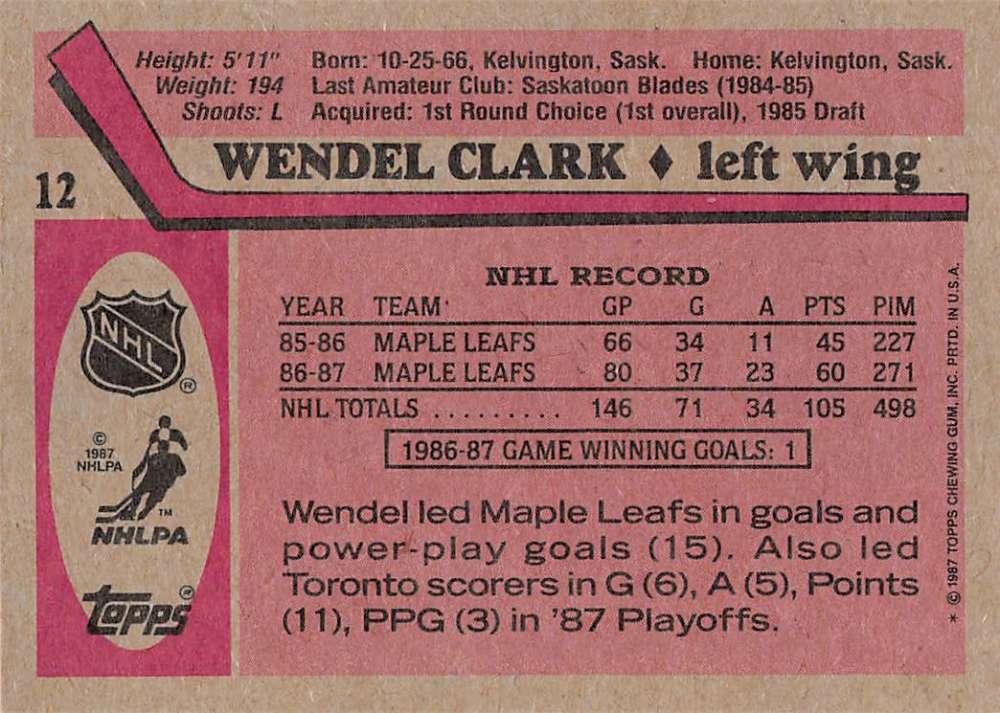 Height: 5'11" Born: 10-25-66, Kelvington, Sask. Home: Kelvington, Sask.
Weight: 194 Last Amateur Club: Saskatoon Blades (1984-85)
Shoots: L Acquired: 1st Round Choice (1st overall), 1985 Draft
WENDEL CLARK ♦ left wing
12
NHL RECORD
YEAR TEAM GP G A PTS PIM
85-86 MAPLE LEAFS 66 34 11 45 227
86-87 MAPLE LEAFS 80 37 23 60 271
NHL TOTALS . . . . . . . . . . 146 71 34 105 498
1986-87 GAME WINNING GOALS: 1
Wendel led Maple Leafs in goals and
power-play goals (15). Also led
Toronto scorers in G (6), A (5), Points
(11), PPG (3) in '87 Playoffs.
NHL
®
©
1987
NHLPA
TM
NHLPA
topps®
* © 1987 TOPPS CHEWING GUM, INC. PRTD. IN U.S.A.